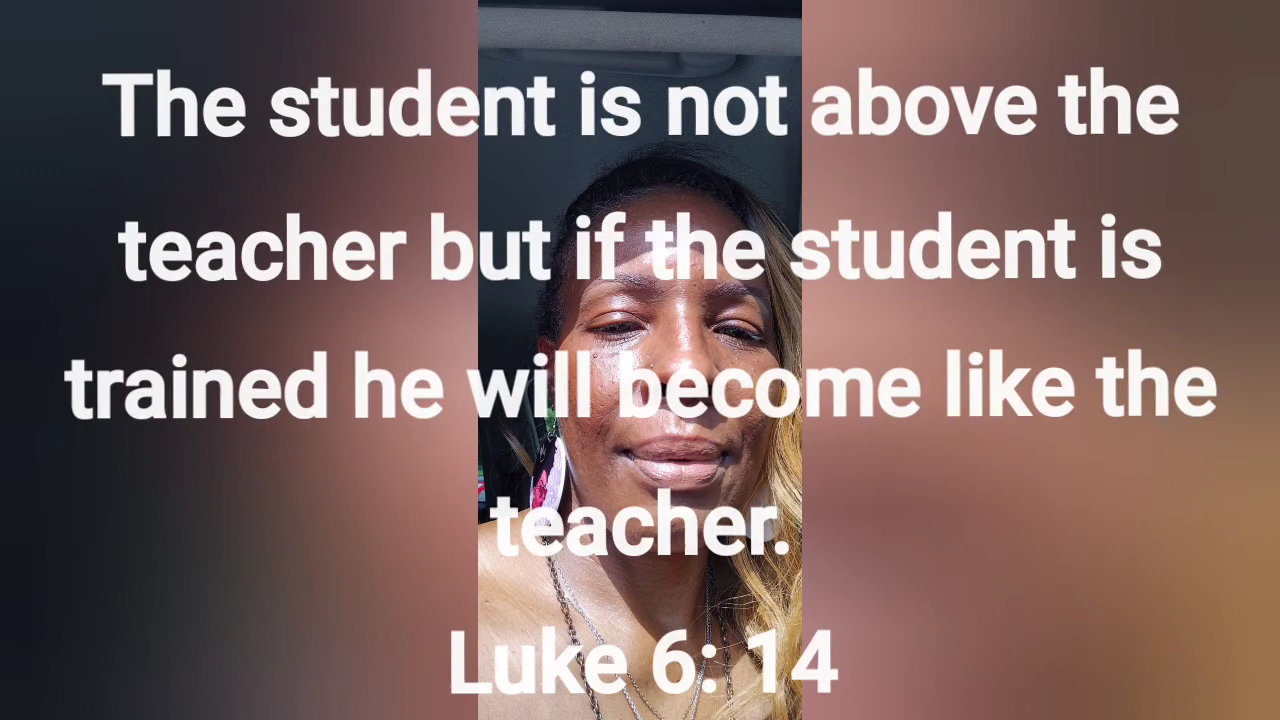 The student is not above the
teacher but if the student is
trained he will become like the
teacher.
Luke 6: 14